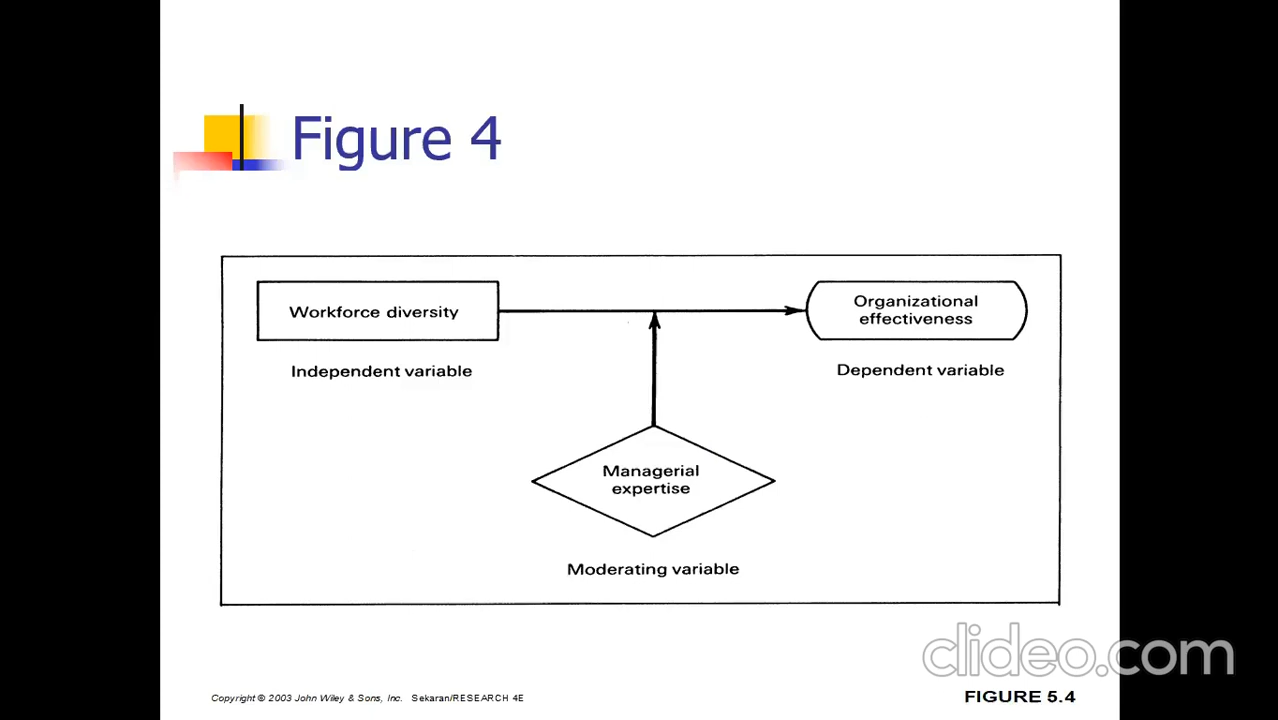 Figure 4
Workforce diversity
Organizational
effectiveness
Independent variable
Dependent variable
Managerial
expertise
Moderating variable
clideo.com
Copyright © 2003 John Wiley & Sons, Inc. Sekaran/RESEARCH 4E
FIGURE 5.4